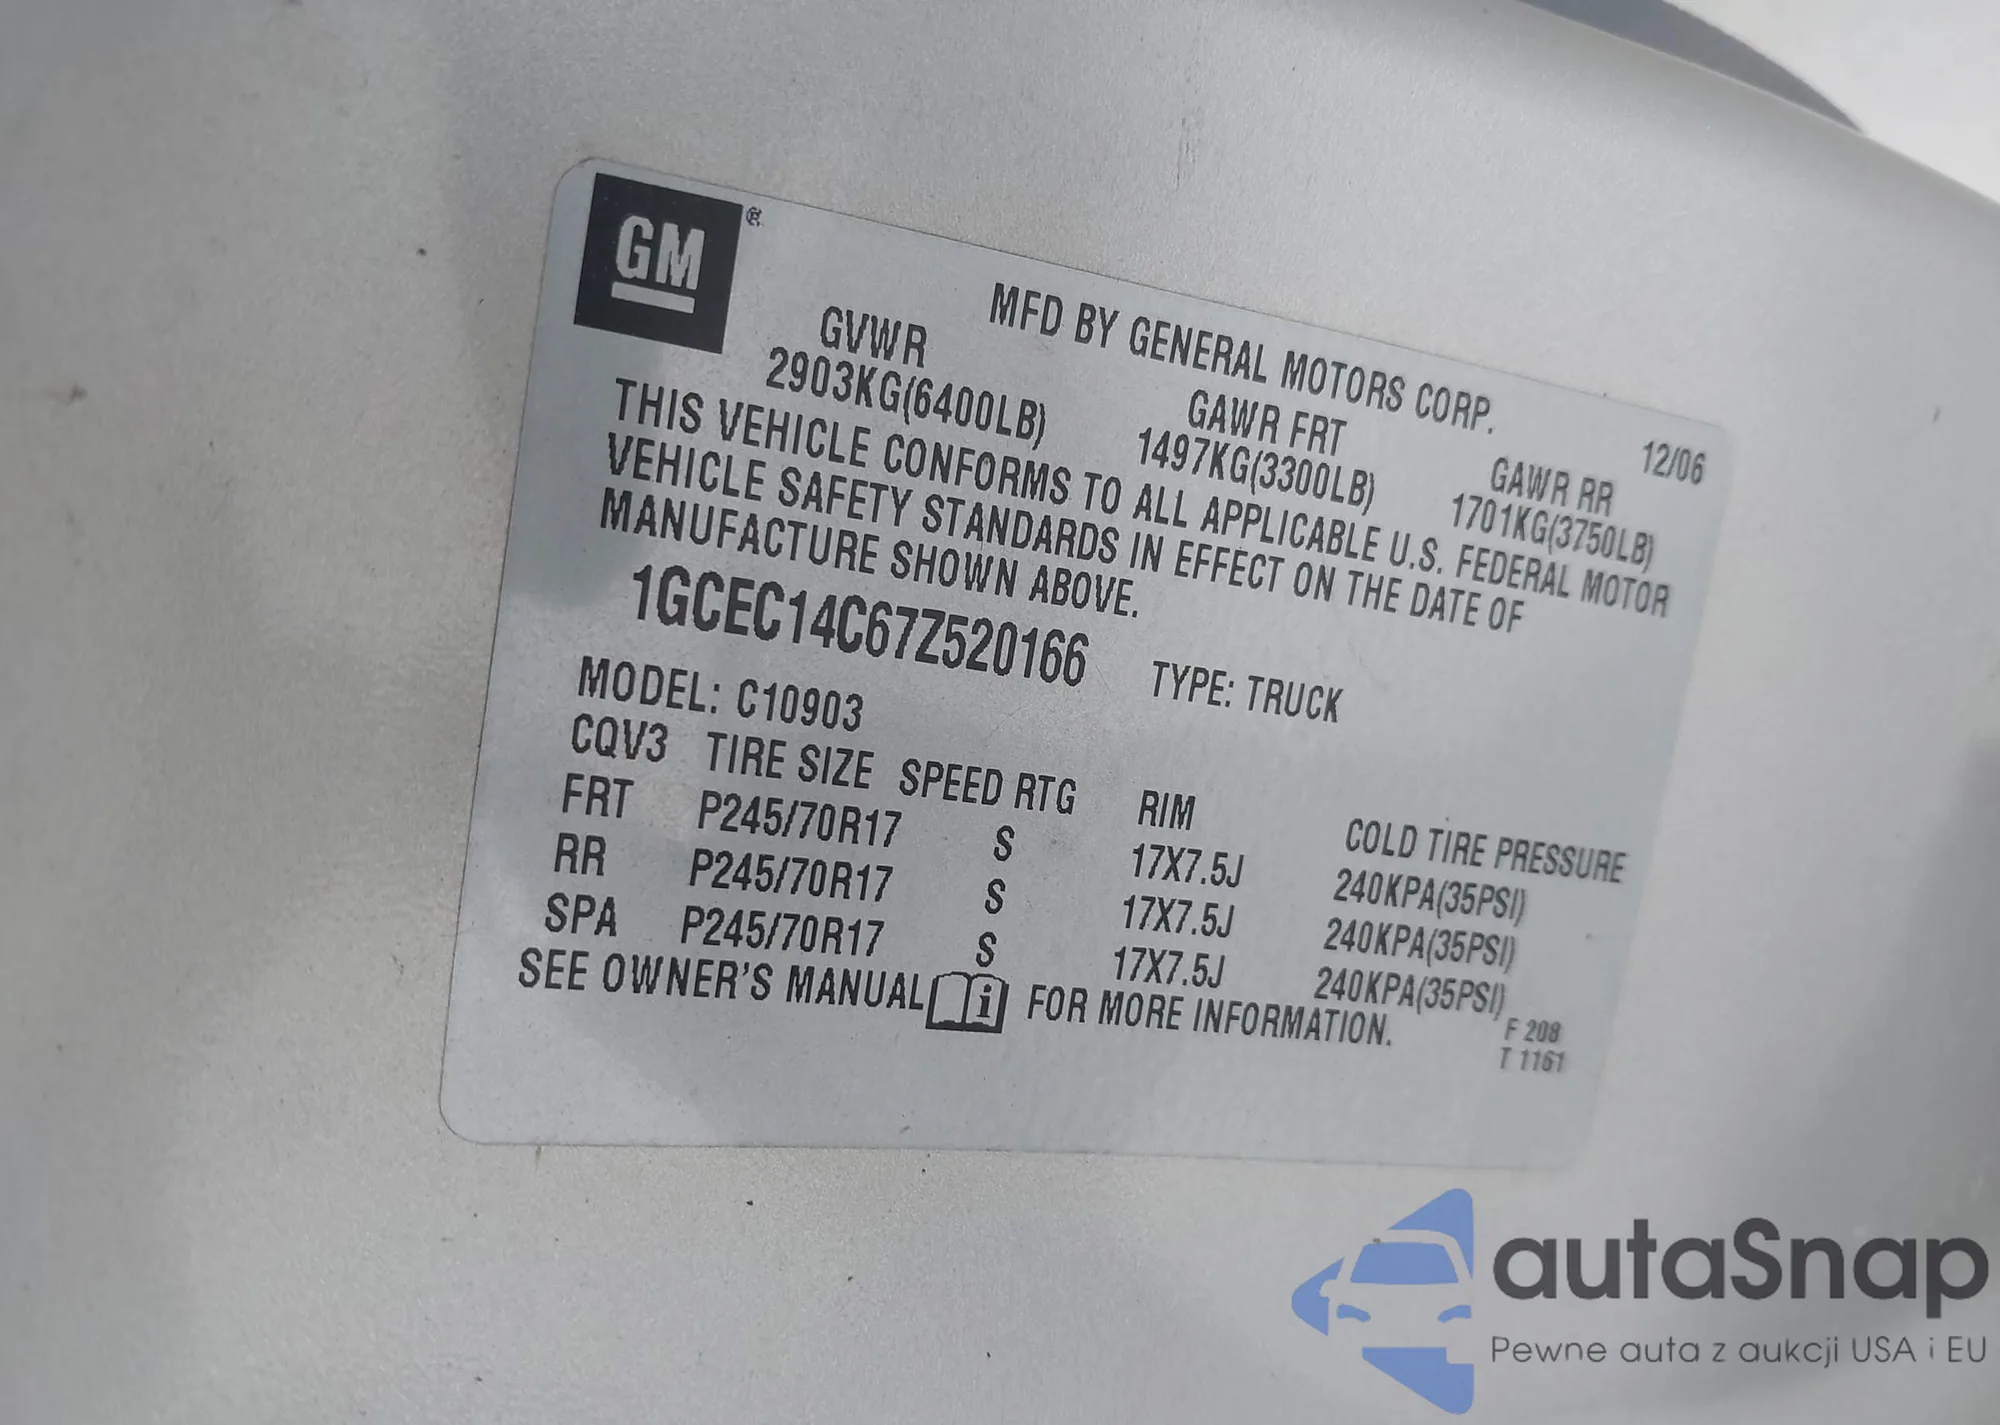 GM ®
MFD BY GENERAL MOTORS CORP.
12/06
GVWR GAWR FRT GAWR RR
2903KG(6400LB) 1497KG(3300LB) 1701KG(3750LB)
THIS VEHICLE CONFORMS TO ALL APPLICABLE U.S. FEDERAL MOTOR
VEHICLE SAFETY STANDARDS IN EFFECT ON THE DATE OF
MANUFACTURE SHOWN ABOVE.
1GCEC14C67Z520166 TYPE: TRUCK
MODEL: C10903
CQV3 TIRE SIZE SPEED RTG RIM COLD TIRE PRESSURE
FRT P245/70R17 S 17X7.5J 240KPA(35PSI)
RR P245/70R17 S 17X7.5J 240KPA(35PSI)
SPA P245/70R17 S 17X7.5J 240KPA(35PSI)
SEE OWNER'S MANUAL i FOR MORE INFORMATION.
F 208
T 1161
autaSnap
Pewne auta z aukcji USA i EU